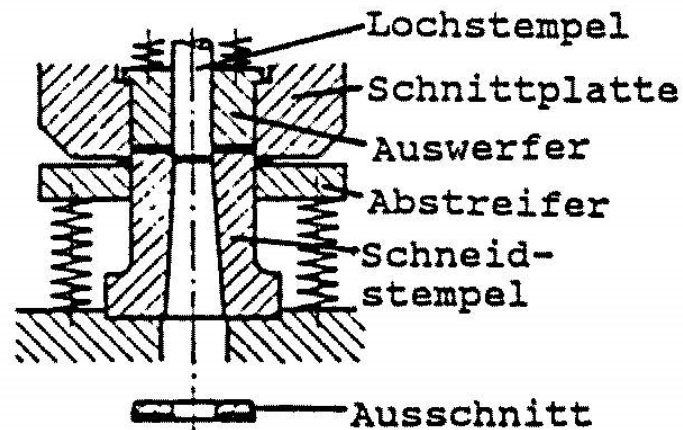 Lochstempel
Schnittplatte
Auswerfer
Abstreifer
Schneid-
stempel
Ausschnitt